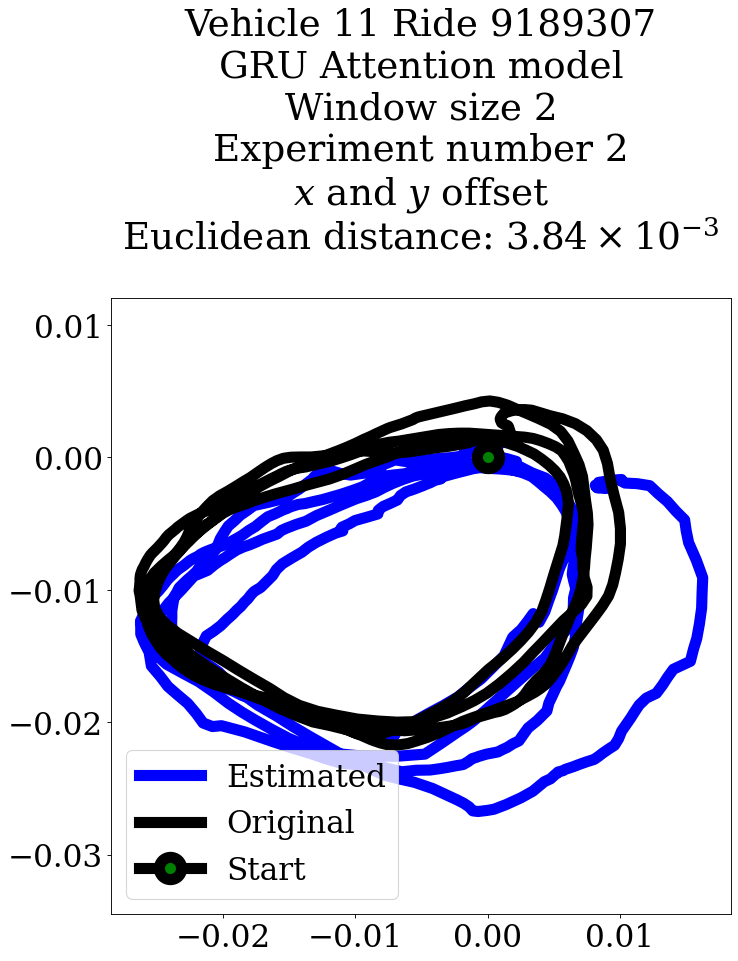 Vehicle 11 Ride 9189307
GRU Attention model
Window size 2
Experiment number 2
x and y offset
Euclidean distance: 3.84 × 10⁻³
0.01
0.00
−0.01
−0.02
−0.03
Estimated
Original
Start
−0.02 −0.01 0.00 0.01